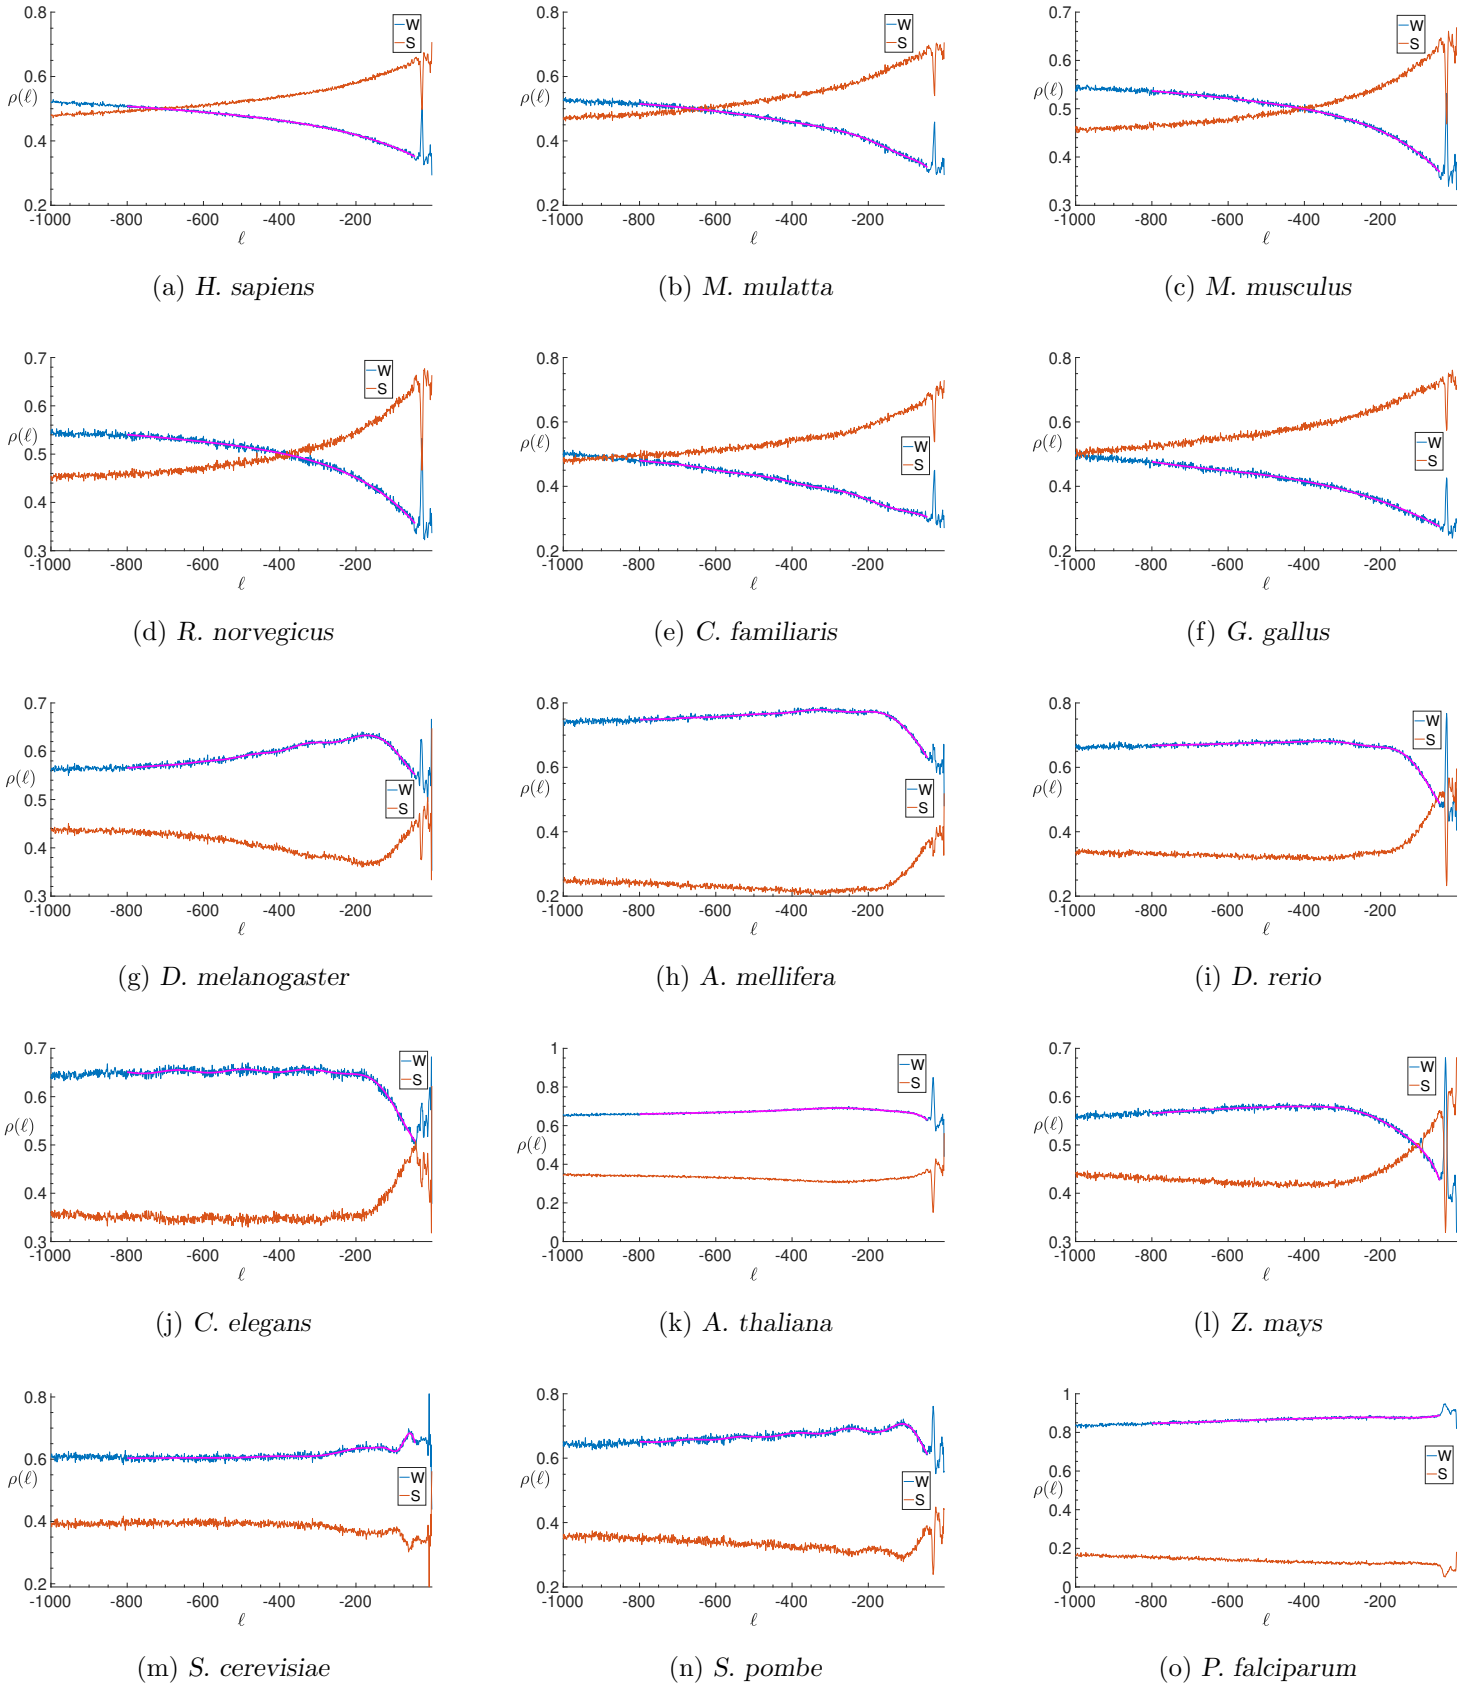 0.8
0.6
ρ(ℓ)
0.4
0.2
-1000 -800 -600 -400 -200
ℓ
W
S
(a) H. sapiens
0.8
0.6
ρ(ℓ)
0.4
0.2
-1000 -800 -600 -400 -200
ℓ
W
S
(b) M. mulatta
0.7
0.6
ρ(ℓ)
0.5
0.4
0.3
-1000 -800 -600 -400 -200
ℓ
W
S
(c) M. musculus
0.7
0.6
ρ(ℓ)
0.5
0.4
0.3
-1000 -800 -600 -400 -200
ℓ
W
S
(d) R. norvegicus
0.8
0.6
ρ(ℓ)
0.4
0.2
-1000 -800 -600 -400 -200
ℓ
W
S
(e) C. familiaris
0.8
0.6
ρ(ℓ)
0.4
0.2
-1000 -800 -600 -400 -200
ℓ
W
S
(f) G. gallus
0.7
0.6
ρ(ℓ)
0.5
0.4
0.3
-1000 -800 -600 -400 -200
ℓ
W
S
(g) D. melanogaster
0.8
0.6
ρ(ℓ)
0.4
0.2
-1000 -800 -600 -400 -200
ℓ
W
S
(h) A. mellifera
0.8
0.6
ρ(ℓ)
0.4
0.2
-1000 -800 -600 -400 -200
ℓ
W
S
(i) D. rerio
0.7
0.6
ρ(ℓ)
0.5
0.4
0.3
-1000 -800 -600 -400 -200
ℓ
W
S
(j) C. elegans
1
0.8
0.6
ρ(ℓ)
0.4
0.2
0
-1000 -800 -600 -400 -200
ℓ
W
S
(k) A. thaliana
0.7
0.6
ρ(ℓ)
0.5
0.4
0.3
-1000 -800 -600 -400 -200
ℓ
W
S
(l) Z. mays
0.8
0.6
ρ(ℓ)
0.4
0.2
-1000 -800 -600 -400 -200
ℓ
W
S
(m) S. cerevisiae
0.8
0.6
ρ(ℓ)
0.4
0.2
-1000 -800 -600 -400 -200
ℓ
W
S
(n) S. pombe
1
0.8
0.6
ρ(ℓ)
0.4
0.2
0
-1000 -800 -600 -400 -200
ℓ
W
S
(o) P. falciparum